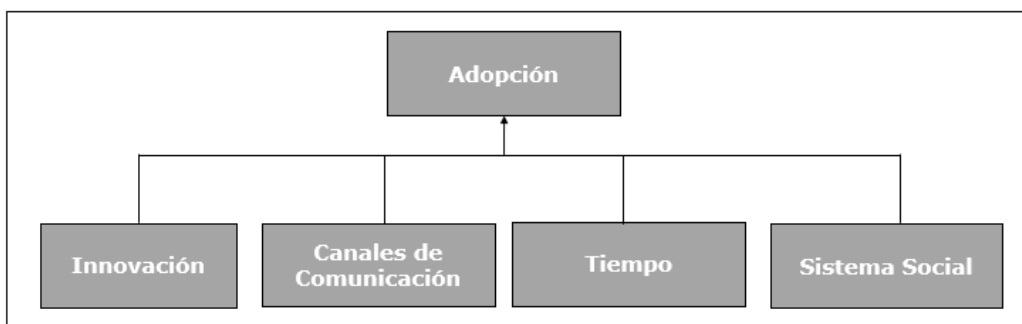 Adopción
Innovación
Canales de
Comunicación
Tiempo
Sistema Social